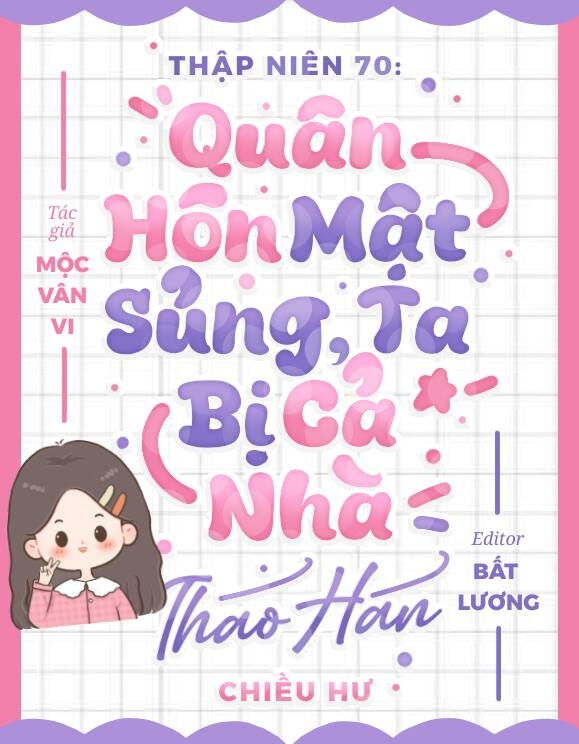 THẬP NIÊN 70:
Quân
Hôn Mật
Sủng, Ta
Bị Cả
Nhà
Thao Hán
CHIỀU HƯ
Tác
giả
MỘC
VÂN
VI
Editor
BẤT
LƯƠNG